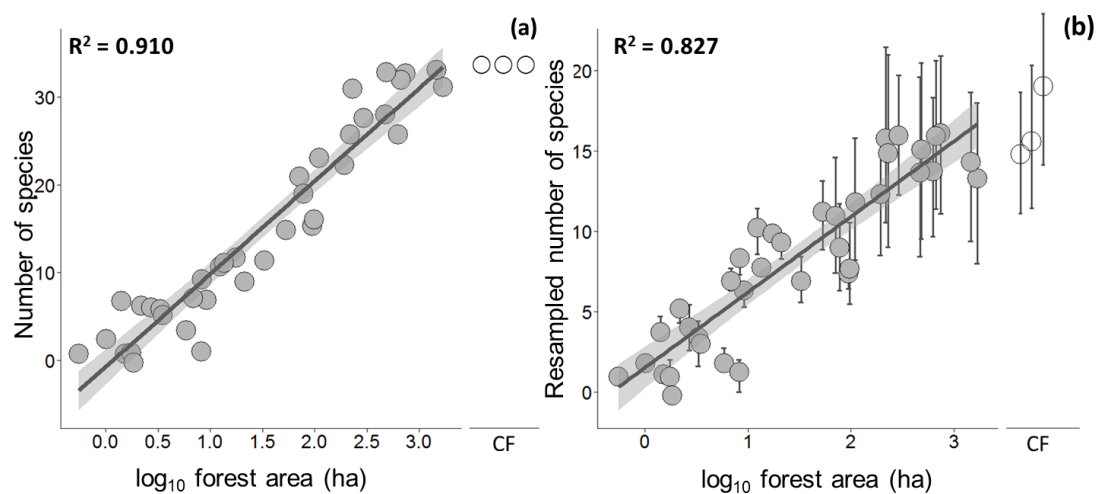 (a)
R² = 0.910
Number of species
30
20
10
0
0.0 0.5 1.0 1.5 2.0 2.5 3.0
CF
log₁₀ forest area (ha)
(b)
R² = 0.827
Resampled number of species
20
15
10
5
0
0 1 2 3
CF
log₁₀ forest area (ha)